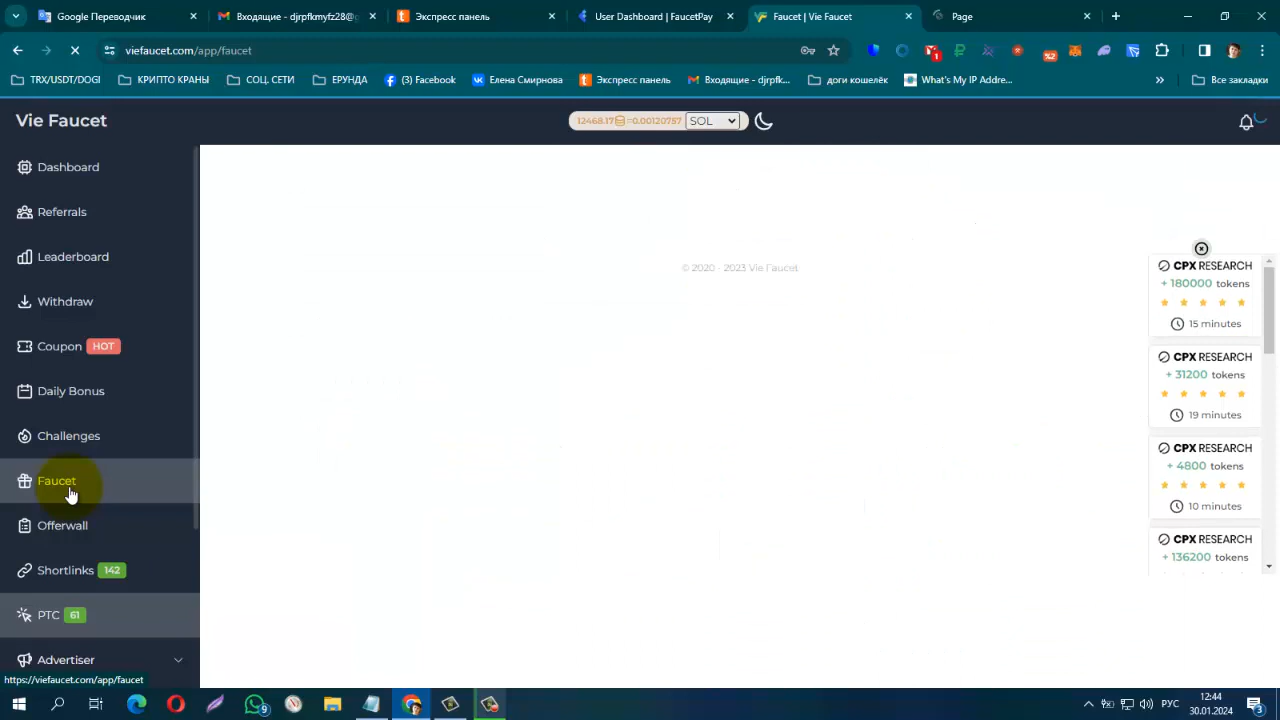 Google Переводчик
Входящие - djrpfkmyfz28@g
Экспресс панель
User Dashboard | FaucetPay
Faucet | Vie Faucet
Page
viefaucet.com/app/faucet
1
%2
TRX/USDT/DOGI
КРИПТО КРАНЫ
СОЦ. СЕТИ
ЕРУНДА
(3) Facebook
Елена Смирнова
Экспресс панель
Входящие - djrpfk...
доги кошелёк
What's My IP Addre...
»
Все закладки
Vie Faucet
12468.17 =0.00120757
SOL
Dashboard
Referrals
Leaderboard
Withdraw
Coupon HOT
Daily Bonus
Challenges
Faucet
Offerwall
Shortlinks 142
PTC 61
Advertiser
© 2020 - 2023 Vie Faucet
CPX RESEARCH
+ 180000 tokens
15 minutes
CPX RESEARCH
+ 31200 tokens
19 minutes
CPX RESEARCH
+ 4800 tokens
10 minutes
CPX RESEARCH
+ 136200 tokens
https://viefaucet.com/app/faucet
9
РУС
12:44
30.01.2024
3